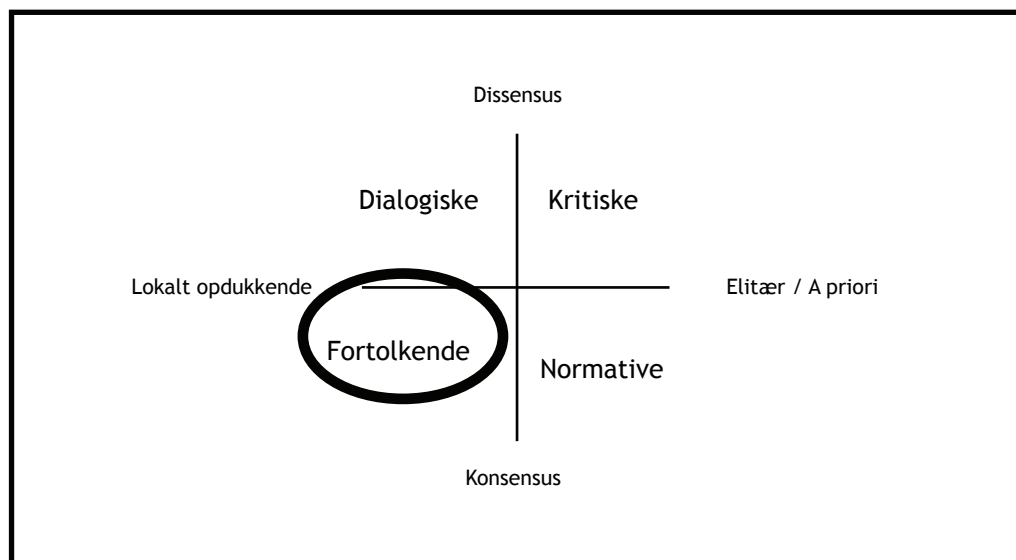 Dissensus
Dialogiske
Kritiske
Lokalt opdukkende
Elitær / A priori
Fortolkende
Normative
Konsensus